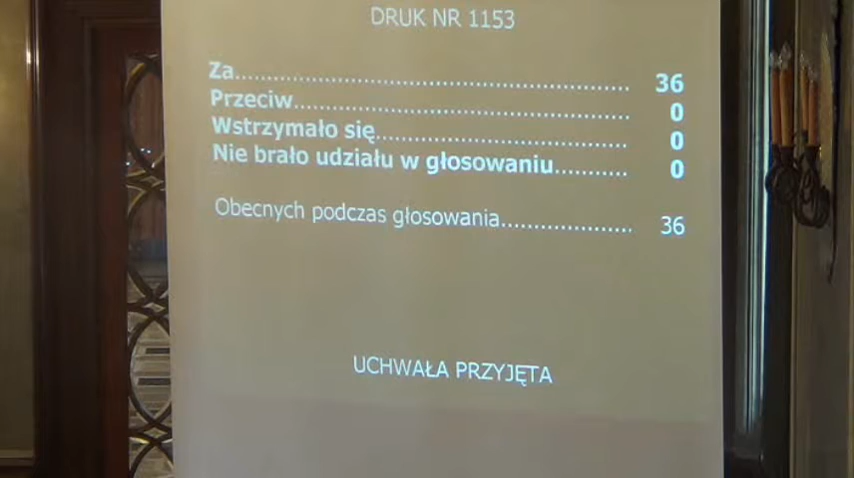 DRUK NR 1153
Za........................................................ 36
Przeciw................................................ 0
Wstrzymało się.................................... 0
Nie brało udziału w głosowaniu........... 0
Obecnych podczas głosowania.................... 36
UCHWAŁA PRZYJĘTA